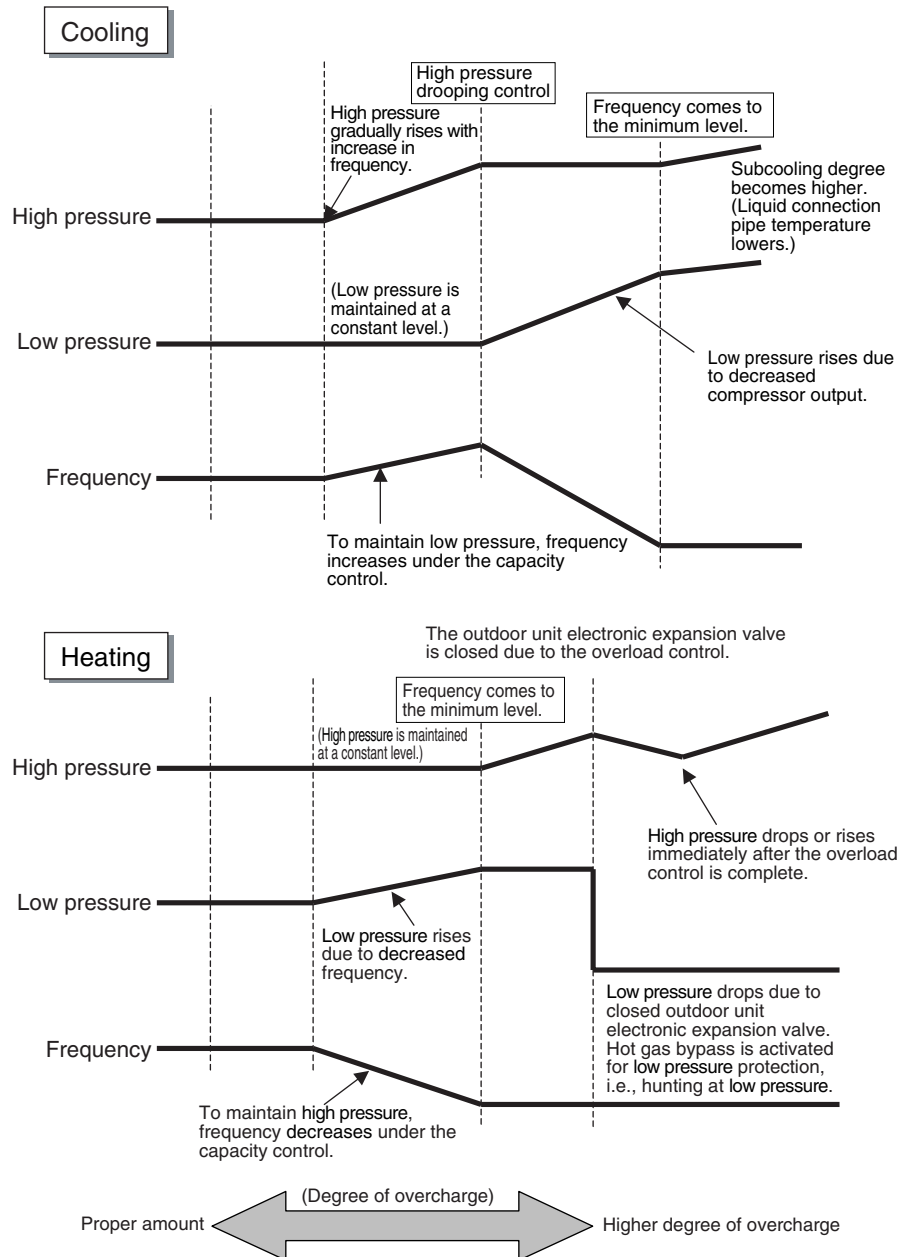 Cooling
High pressure
drooping control
Frequency comes to
the minimum level.
High pressure
gradually rises with
increase in
frequency.
Subcooling degree
becomes higher.
(Liquid connection
pipe temperature
lowers.)
High pressure
(Low pressure is
maintained at a
constant level.)
Low pressure
Low pressure rises due
to decreased
compressor output.
Frequency
To maintain low pressure, frequency
increases under the capacity
control.
The outdoor unit electronic expansion valve
is closed due to the overload control.
Heating
Frequency comes to
the minimum level.
(High pressure is maintained
at a constant level.)
High pressure
High pressure drops or rises
immediately after the overload
control is complete.
Low pressure
Low pressure rises
due to decreased
frequency.
Low pressure drops due to
closed outdoor unit
electronic expansion valve.
Hot gas bypass is activated
for low pressure protection,
i.e., hunting at low pressure.
Frequency
To maintain high pressure,
frequency decreases under the
capacity control.
(Degree of overcharge)
Proper amount
Higher degree of overcharge